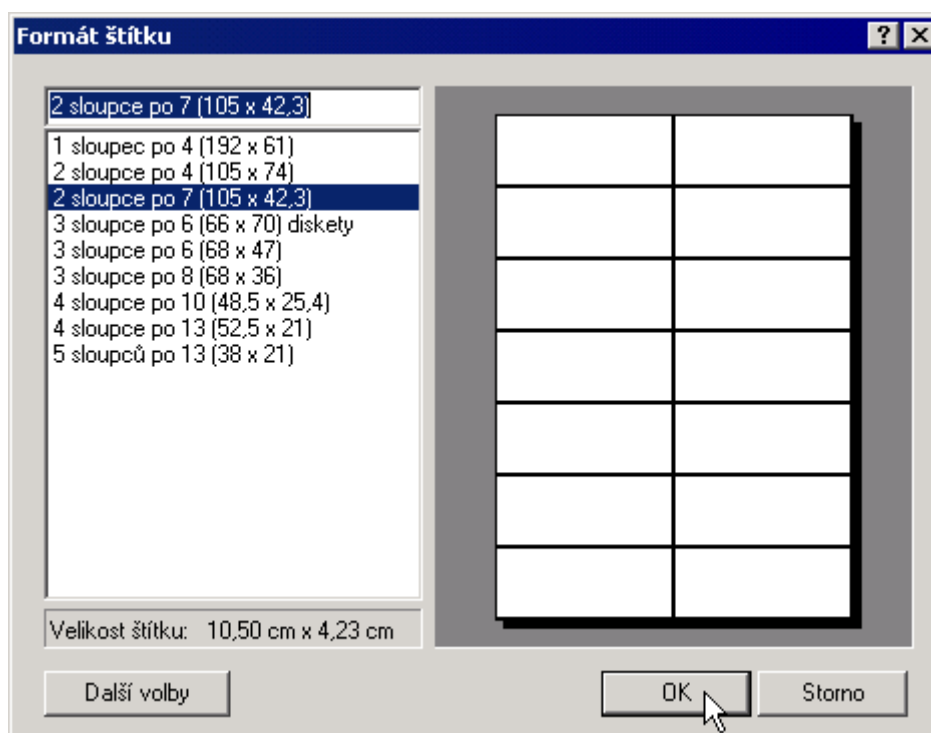 Formát štítku
2 sloupce po 7 (105 x 42,3)
1 sloupec po 4 (192 x 61)
2 sloupce po 4 (105 x 74)
2 sloupce po 7 (105 x 42,3)
3 sloupce po 6 (66 x 70) diskety
3 sloupce po 6 (68 x 47)
3 sloupce po 8 (68 x 36)
4 sloupce po 10 (48,5 x 25,4)
4 sloupce po 13 (52,5 x 21)
5 sloupců po 13 (38 x 21)
Velikost štítku: 10,50 cm x 4,23 cm
Další volby
OK
Storno